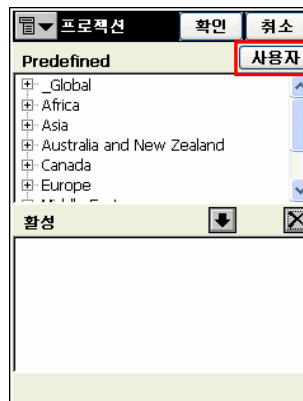 프로젝션 확인 취소
Predefined 사용자
_Global
Africa
Asia
Australia and New Zealand
Canada
Europe
활성